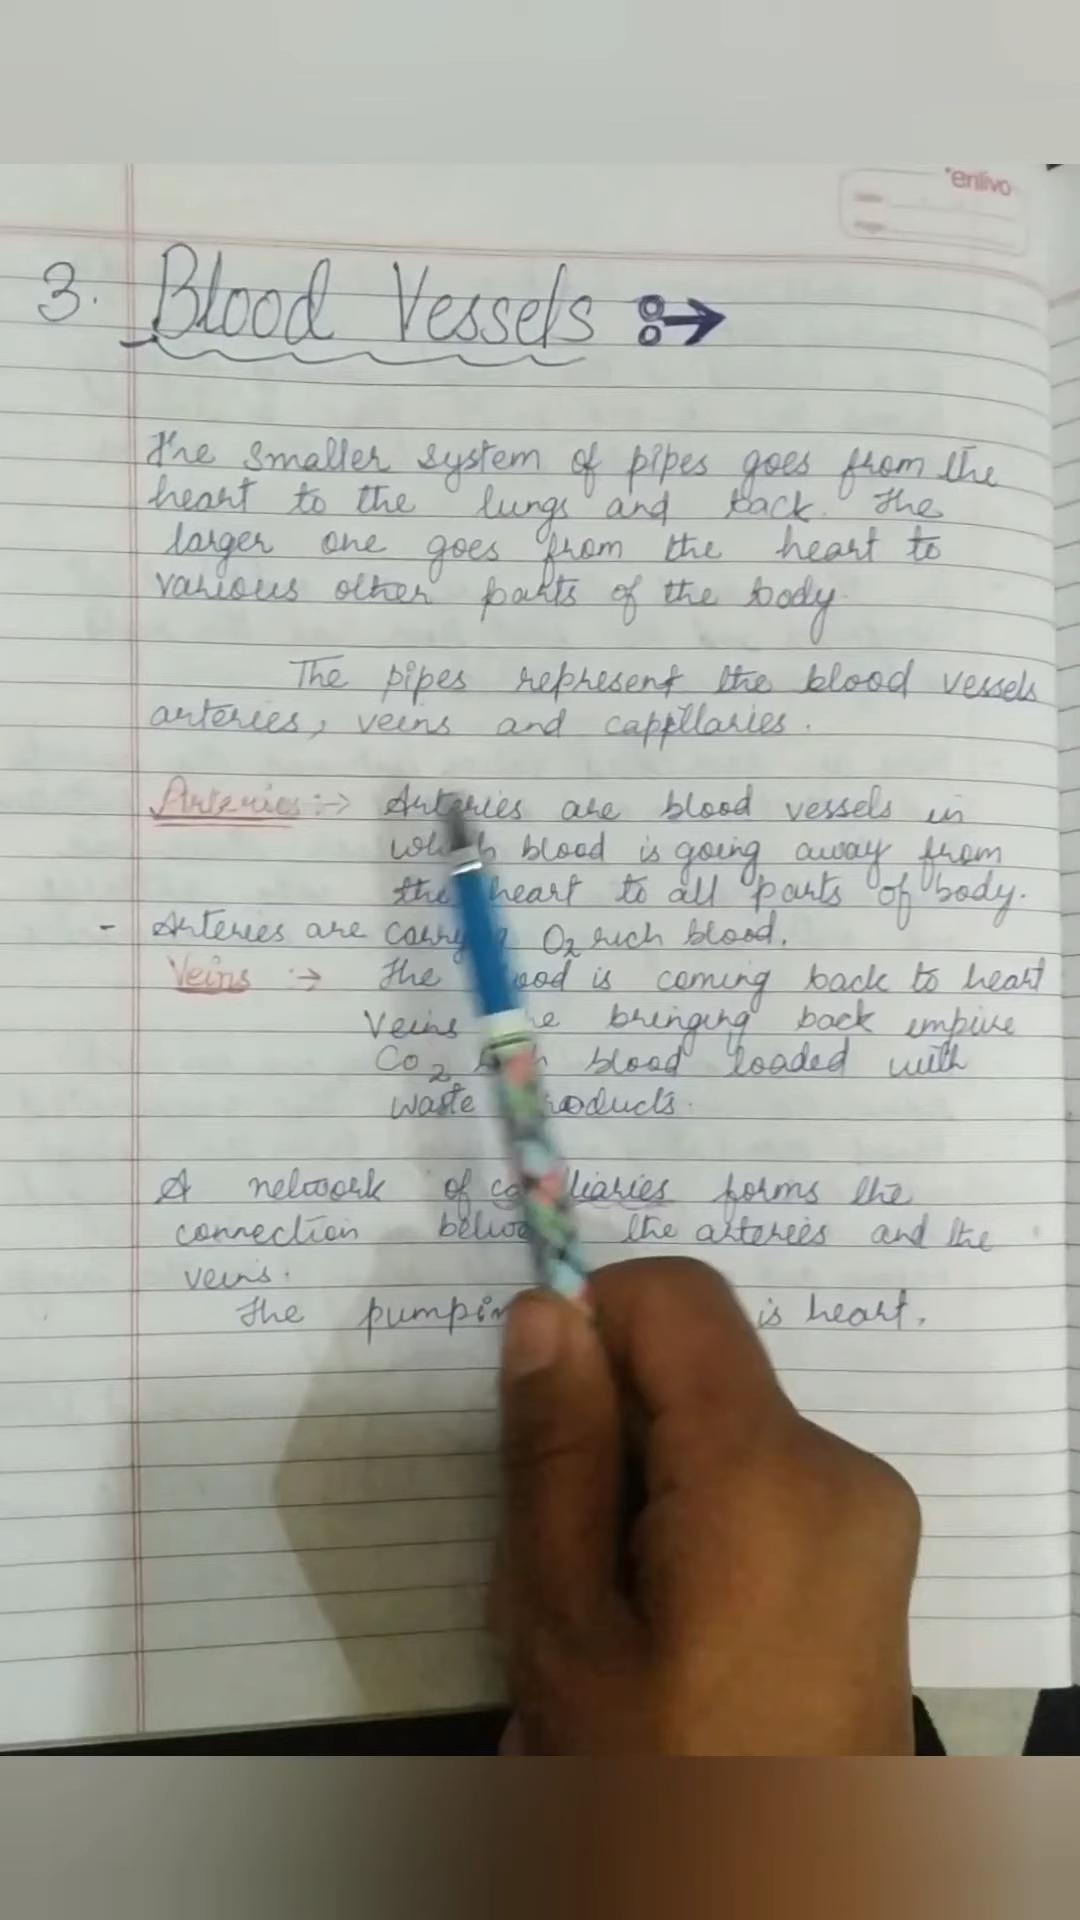 enlivo
3. Blood Vessels :→
The smaller system of pipes goes from the
heart to the lungs and back. The
larger one goes from the heart to
various other parts of the body.
The pipes represent the blood vessels
arteries, veins and cappilaries.
Arteries :→ Arteries are blood vessels in
blood is going away from
the heart to all parts of body.
- Arteries are O2 rich blood.
Veins :→ The is coming back to heart
Veins bringing back impure
CO2 blood loaded with
waste
A network of forms the
connection the arteries and the
veins.
The is heart.